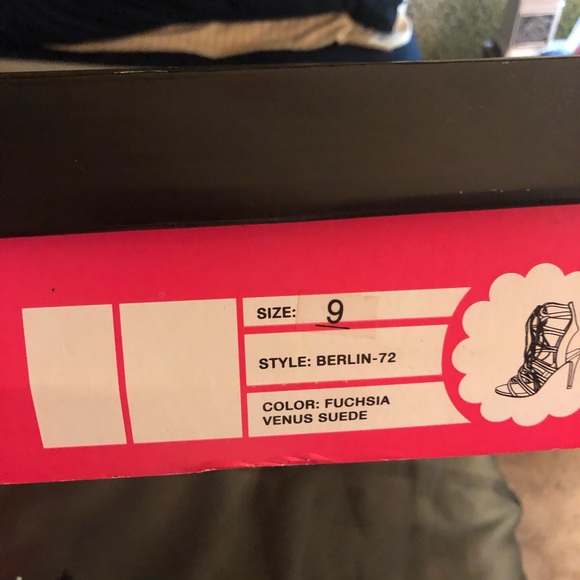 SIZE: 9
STYLE: BERLIN-72
COLOR: FUCHSIA
VENUS SUEDE